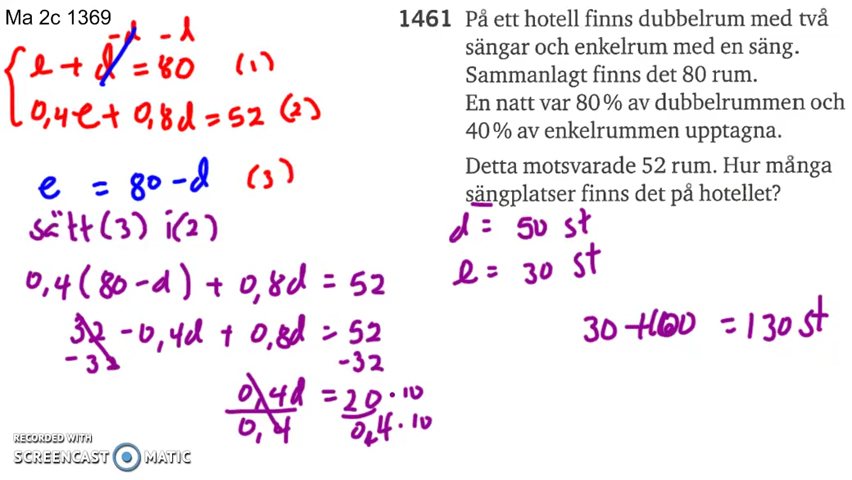 Ma 2c 1369
-d -d
e + d = 80 (1)
0,4e + 0,8d = 52 (2)
e = 80 - d (3)
sätt (3) i (2)
0,4(80 - d) + 0,8d = 52
32 - 0,4d + 0,8d = 52
-32 -32
0,4d = 20 · 10
0,4 0,4 · 10
RECORDED WITH
SCREENCAST MATIC
1461 På ett hotell finns dubbelrum med två
sängar och enkelrum med en säng.
Sammanlagt finns det 80 rum.
En natt var 80 % av dubbelrummen och
40 % av enkelrummen upptagna.
Detta motsvarade 52 rum. Hur många
sängplatser finns det på hotellet?
d = 50 st
e = 30 st
30 + 100 = 130 st